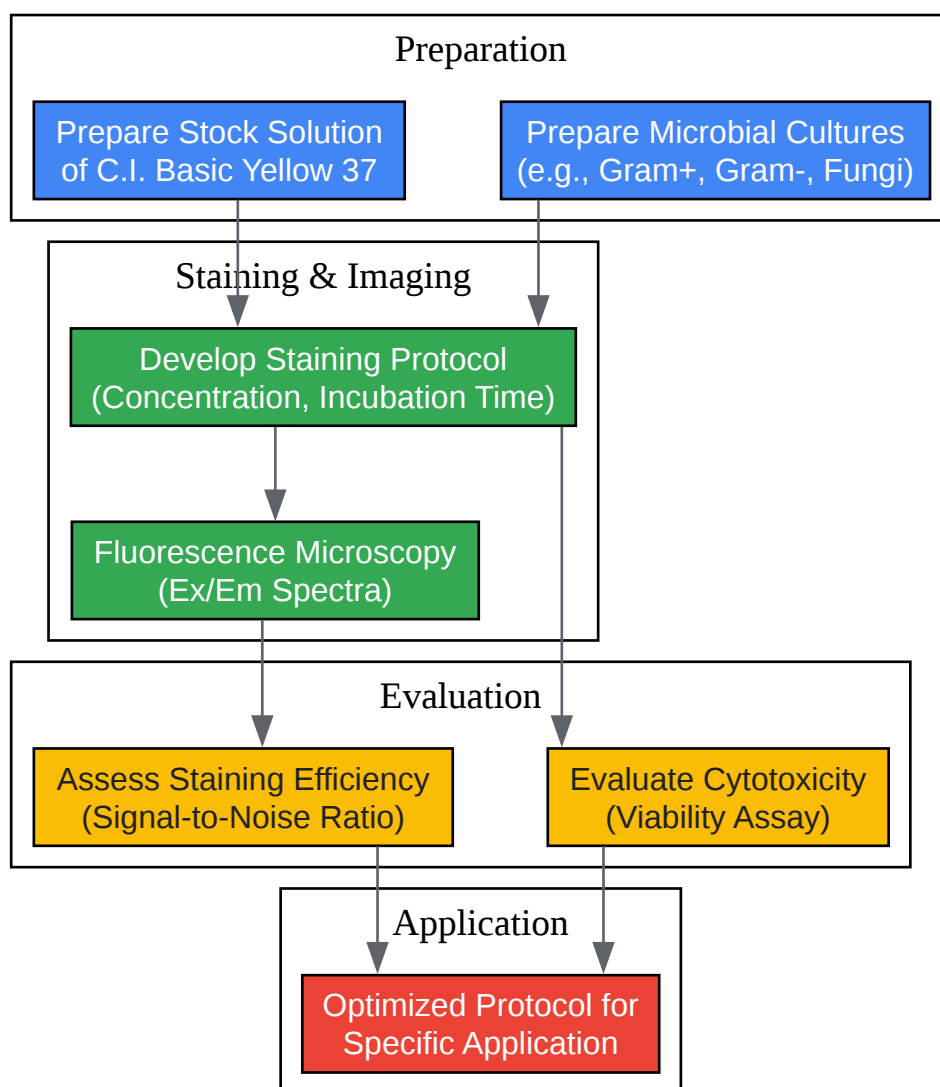 Preparation
Prepare Stock Solution
of C.I. Basic Yellow 37
Prepare Microbial Cultures
(e.g., Gram+, Gram-, Fungi)
Staining & Imaging
Develop Staining Protocol
(Concentration, Incubation Time)
Fluorescence Microscopy
(Ex/Em Spectra)
Evaluation
Assess Staining Efficiency
(Signal-to-Noise Ratio)
Evaluate Cytotoxicity
(Viability Assay)
Application
Optimized Protocol for
Specific Application